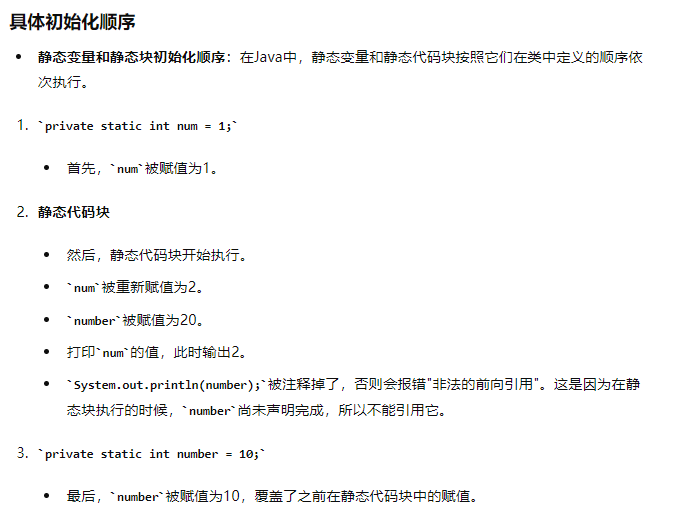 具体初始化顺序
• 静态变量和静态块初始化顺序：在Java中，静态变量和静态代码块按照它们在类中定义的顺序依
次执行。
1. `private static int num = 1;`
• 首先，`num`被赋值为1。
2. 静态代码块
• 然后，静态代码块开始执行。
• `num`被重新赋值为2。
• `number`被赋值为20。
• 打印`num`的值，此时输出2。
• `System.out.println(number);`被注释掉了，否则会报错"非法的前向引用"。这是因为在静
态块执行的时候，`number`尚未声明完成，所以不能引用它。
3. `private static int number = 10;`
• 最后，`number`被赋值为10，覆盖了之前在静态代码块中的赋值。